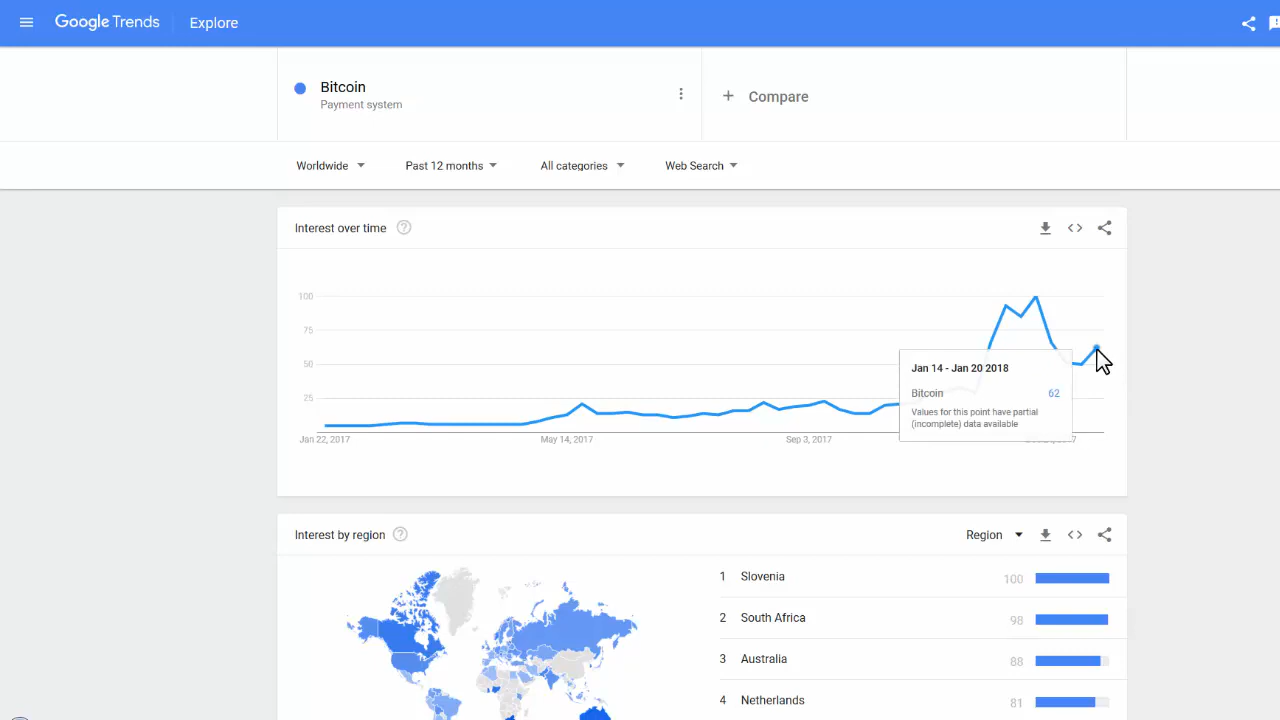 Google Trends
Explore
Bitcoin
Payment system
+ Compare
Worldwide
Past 12 months
All categories
Web Search
Interest over time
100
75
50
25
Jan 14 - Jan 20 2018
Bitcoin 62
Values for this point have partial
(incomplete) data available
Jan 22, 2017
May 14, 2017
Sep 3, 2017
Interest by region
Region
1 Slovenia 100
2 South Africa 98
3 Australia 88
4 Netherlands 81